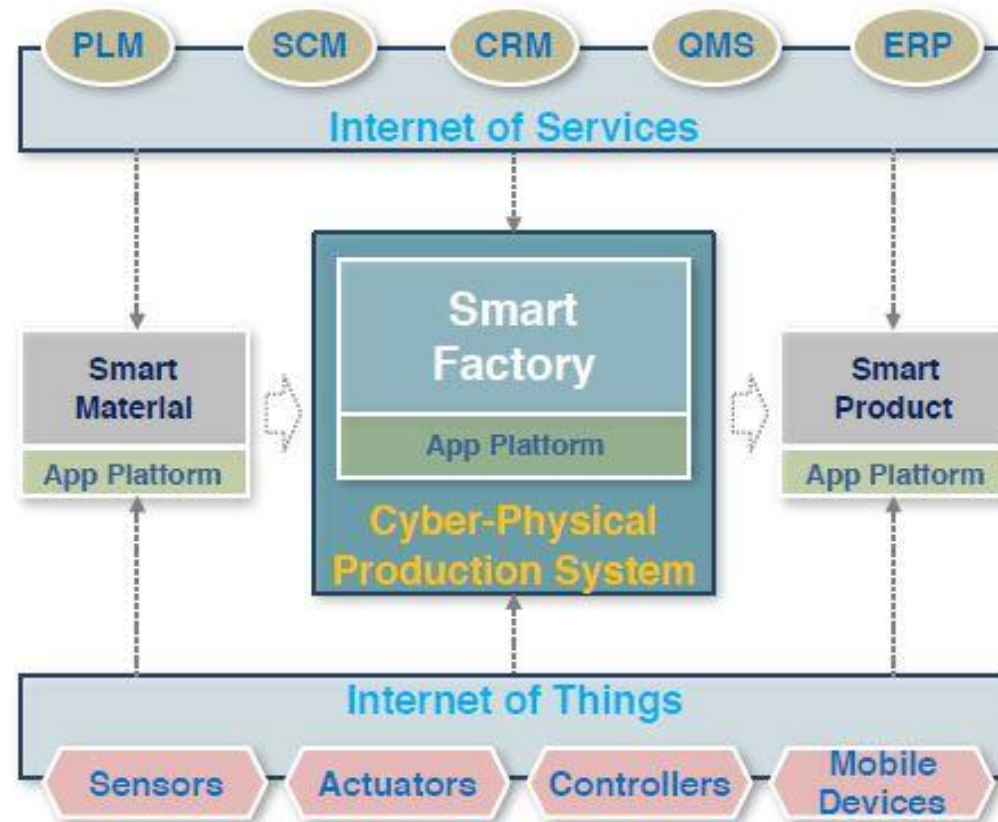 PLM SCM CRM QMS ERP
Internet of Services
Smart
Factory
App Platform
Cyber-Physical
Production System
Smart
Material
App Platform
Smart
Product
App Platform
Internet of Things
Sensors Actuators Controllers Mobile
Devices